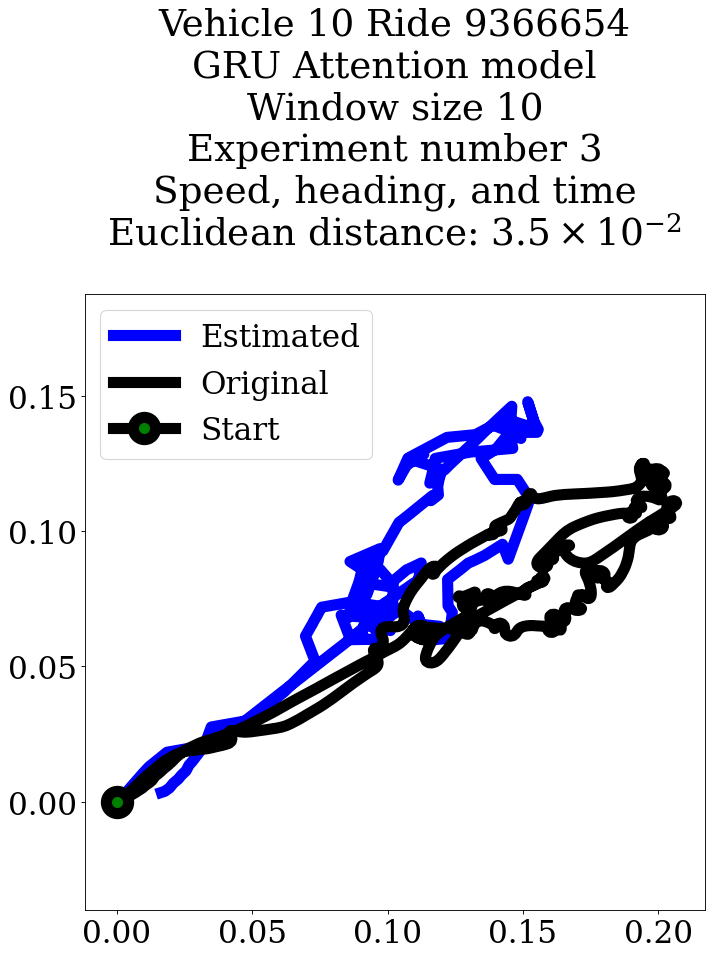 Vehicle 10 Ride 9366654
GRU Attention model
Window size 10
Experiment number 3
Speed, heading, and time
Euclidean distance: 3.5 × 10⁻²
Estimated
Original
Start
0.15
0.10
0.05
0.00
0.00 0.05 0.10 0.15 0.20